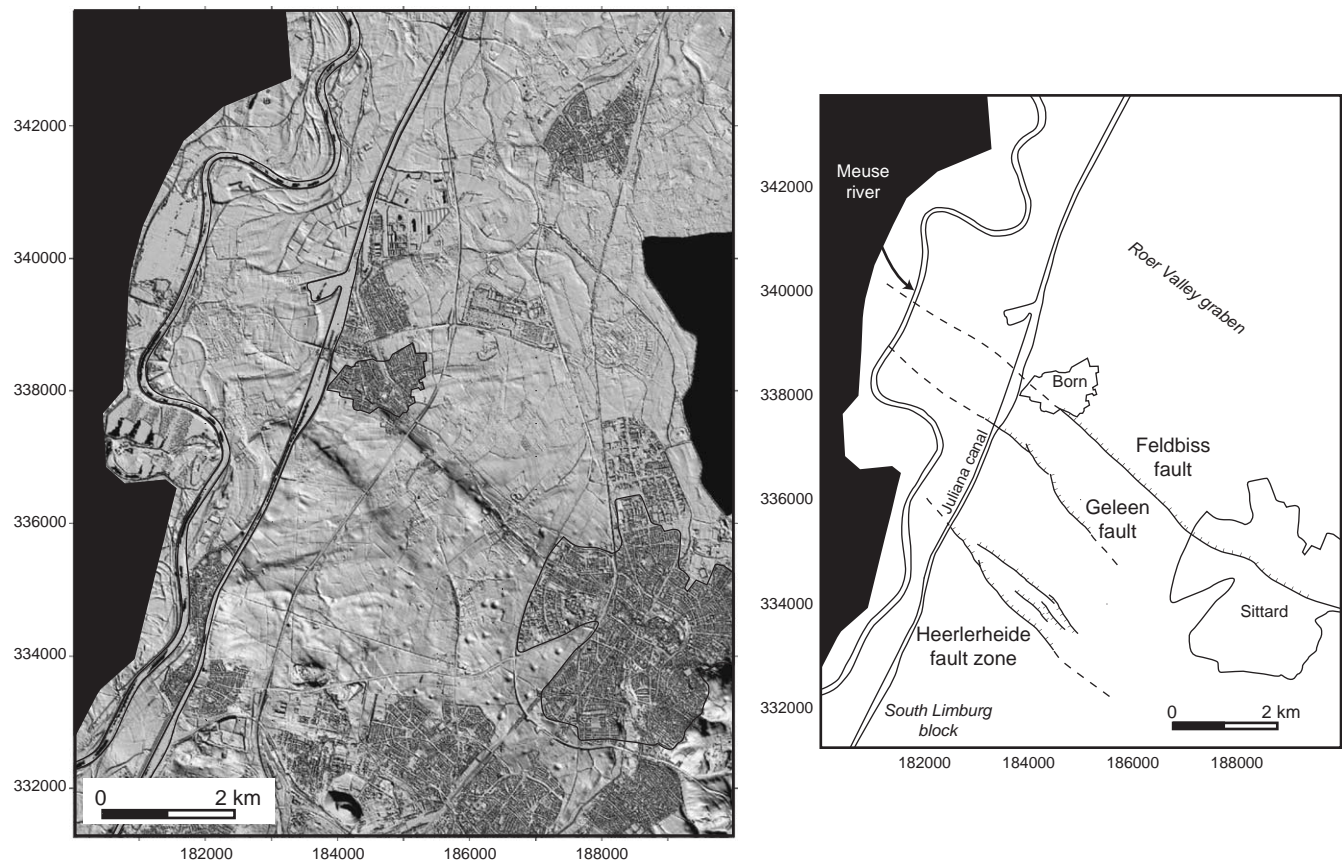 342000
340000
338000
336000
334000
332000
0 2 km
182000 184000 186000 188000
Meuse
river
342000
340000
338000
336000
334000
332000
Roer Valley graben
Born
Juliana canal
Feldbiss
fault
Geleen
fault
Sittard
Heerlerheide
fault zone
South Limburg
block
0 2 km
182000 184000 186000 188000